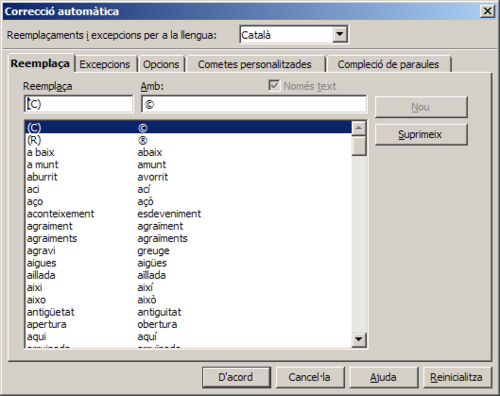 Correcció automàtica
Reemplaçaments i excepcions per a la llengua: Català
Reemplaça Excepcions Opcions Cometes personalitzades Compleció de paraules
Reemplaça Amb: Només text
(C) © Nou
(C) © Suprimeix
(R) ®
a baix abaix
a munt amunt
aburrit avorrit
aci ací
aço açò
aconteixement esdeveniment
agraiment agraïment
agraiments agraïments
agravi greuge
aigues aigües
aillada aïllada
aixi així
aixo això
antigüetat antiguitat
apertura obertura
aqui aquí
D'acord Cancel·la Ajuda Reinicialitza